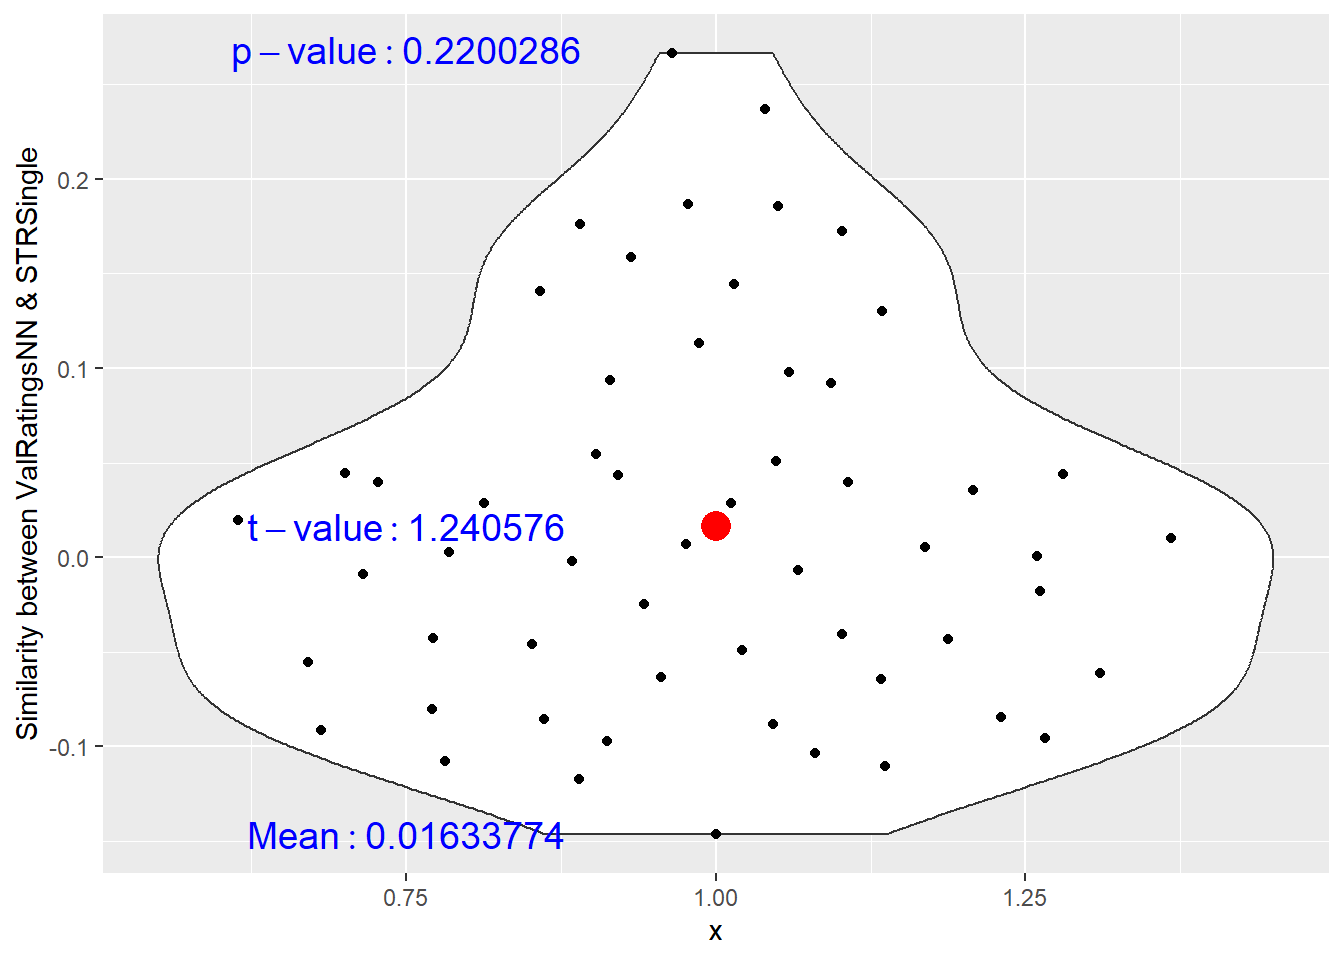 p – value : 0.2200286
0.2
0.1
t – value : 1.240576
0.0
-0.1
Mean : 0.01633774
0.75
1.00
1.25
x
Similarity between ValRatingsNN & STRSingle